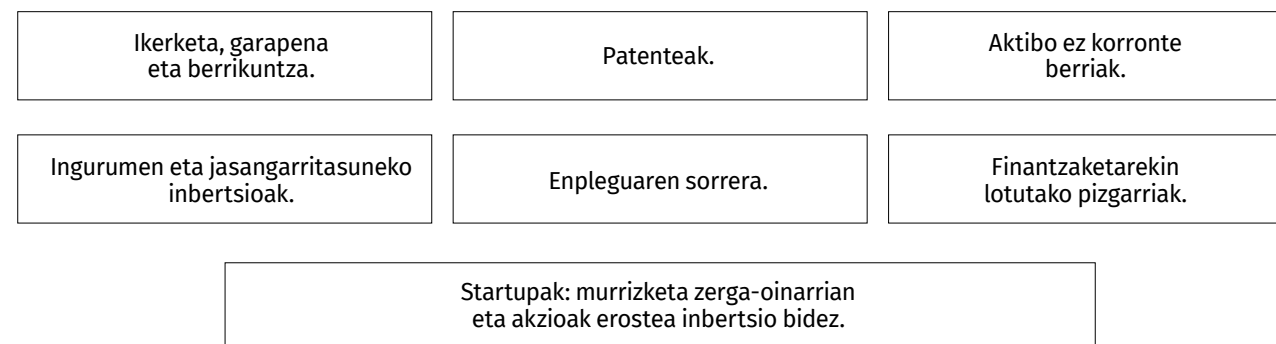 Ikerketa, garapena
eta berrikuntza.
Patenteak.
Aktibo ez korronte
berriak.
Ingurumen eta jasangarritasuneko
inbertsioak.
Enpleguaren sorrera.
Finantzaketarekin
lotutako pizgarriak.
Startupak: murrizketa zerga-oinarrian
eta akzioak erostea inbertsio bidez.